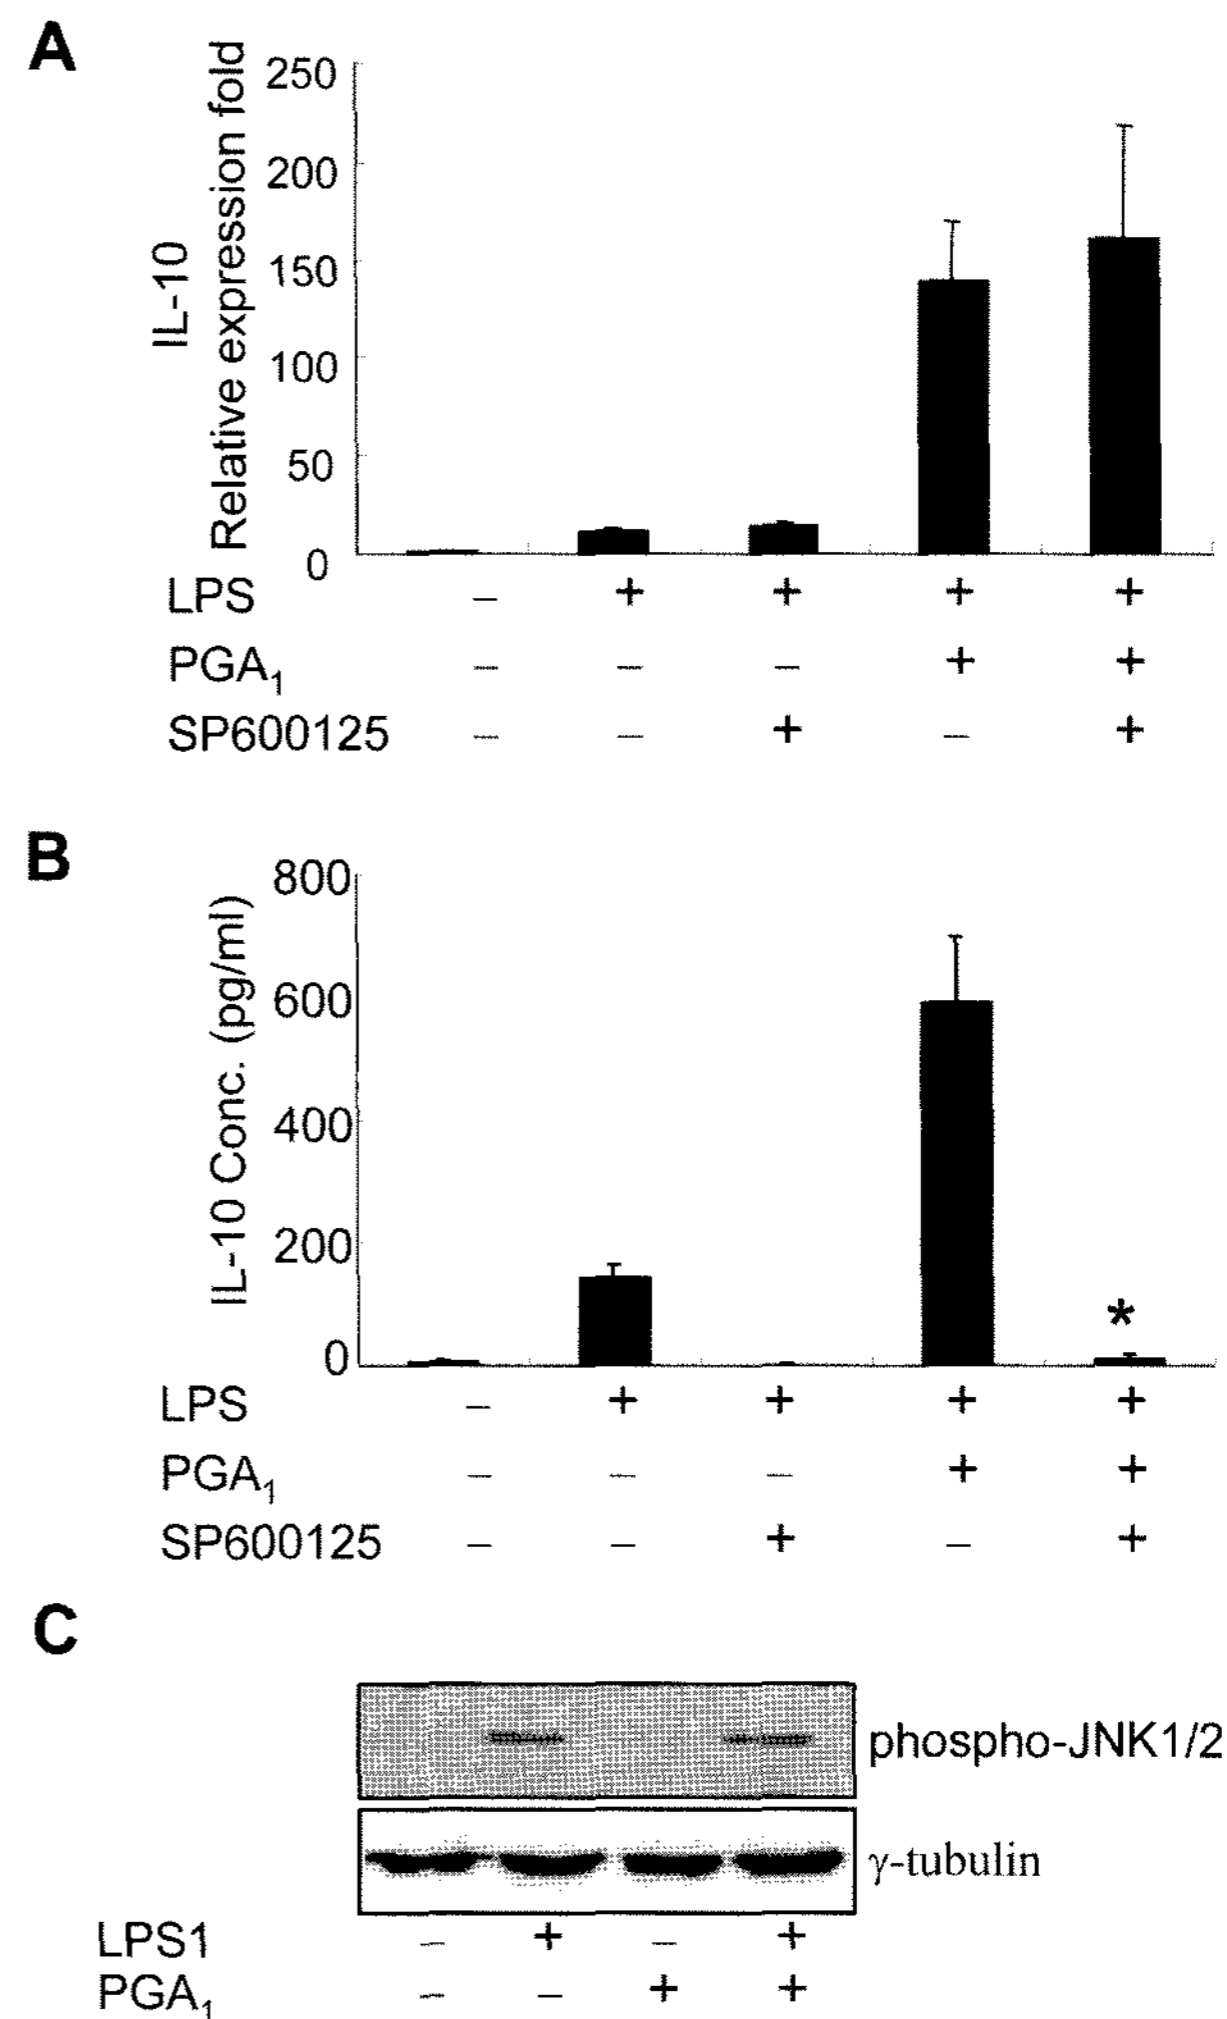 A
IL-10
Relative expression fold
250
200
150
100
50
0
LPS – + + + +
PGA1 – – – + +
SP600125 – – + – +
B
IL-10 Conc. (pg/ml)
800
600
400
200
0
*
LPS – + + + +
PGA1 – – – + +
SP600125 – – + – +
C
phospho-JNK1/2
γ-tubulin
LPS1 – + – +
PGA1 – – + +